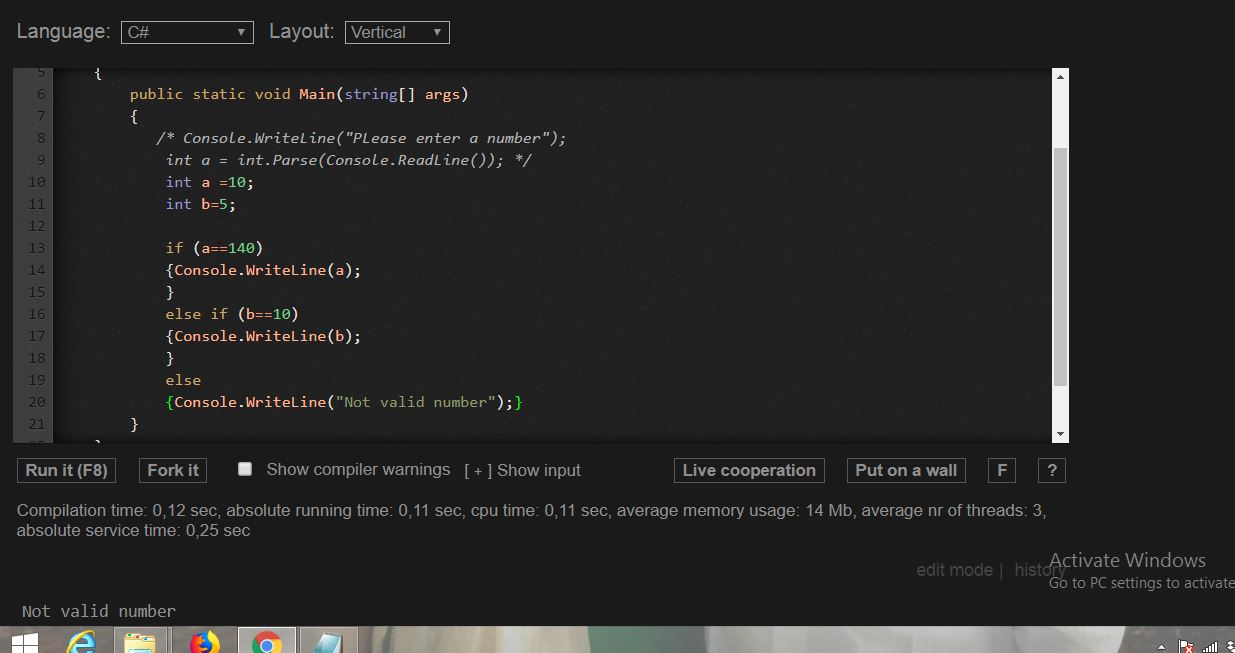 Language: C# Layout: Vertical
5 {
6 public static void Main(string[] args)
7 {
8 /* Console.WriteLine("PLease enter a number");
9 int a = int.Parse(Console.ReadLine()); */
10 int a =10;
11 int b=5;
12
13 if (a==140)
14 {Console.WriteLine(a);
15 }
16 else if (b==10)
17 {Console.WriteLine(b);
18 }
19 else
20 {Console.WriteLine("Not valid number");}
21 }
Run it (F8) Fork it Show compiler warnings [ + ] Show input Live cooperation Put on a wall F ?
Compilation time: 0,12 sec, absolute running time: 0,11 sec, cpu time: 0,11 sec, average memory usage: 14 Mb, average nr of threads: 3,
absolute service time: 0,25 sec
edit mode | history
Activate Windows
Go to PC settings to activate
Not valid number